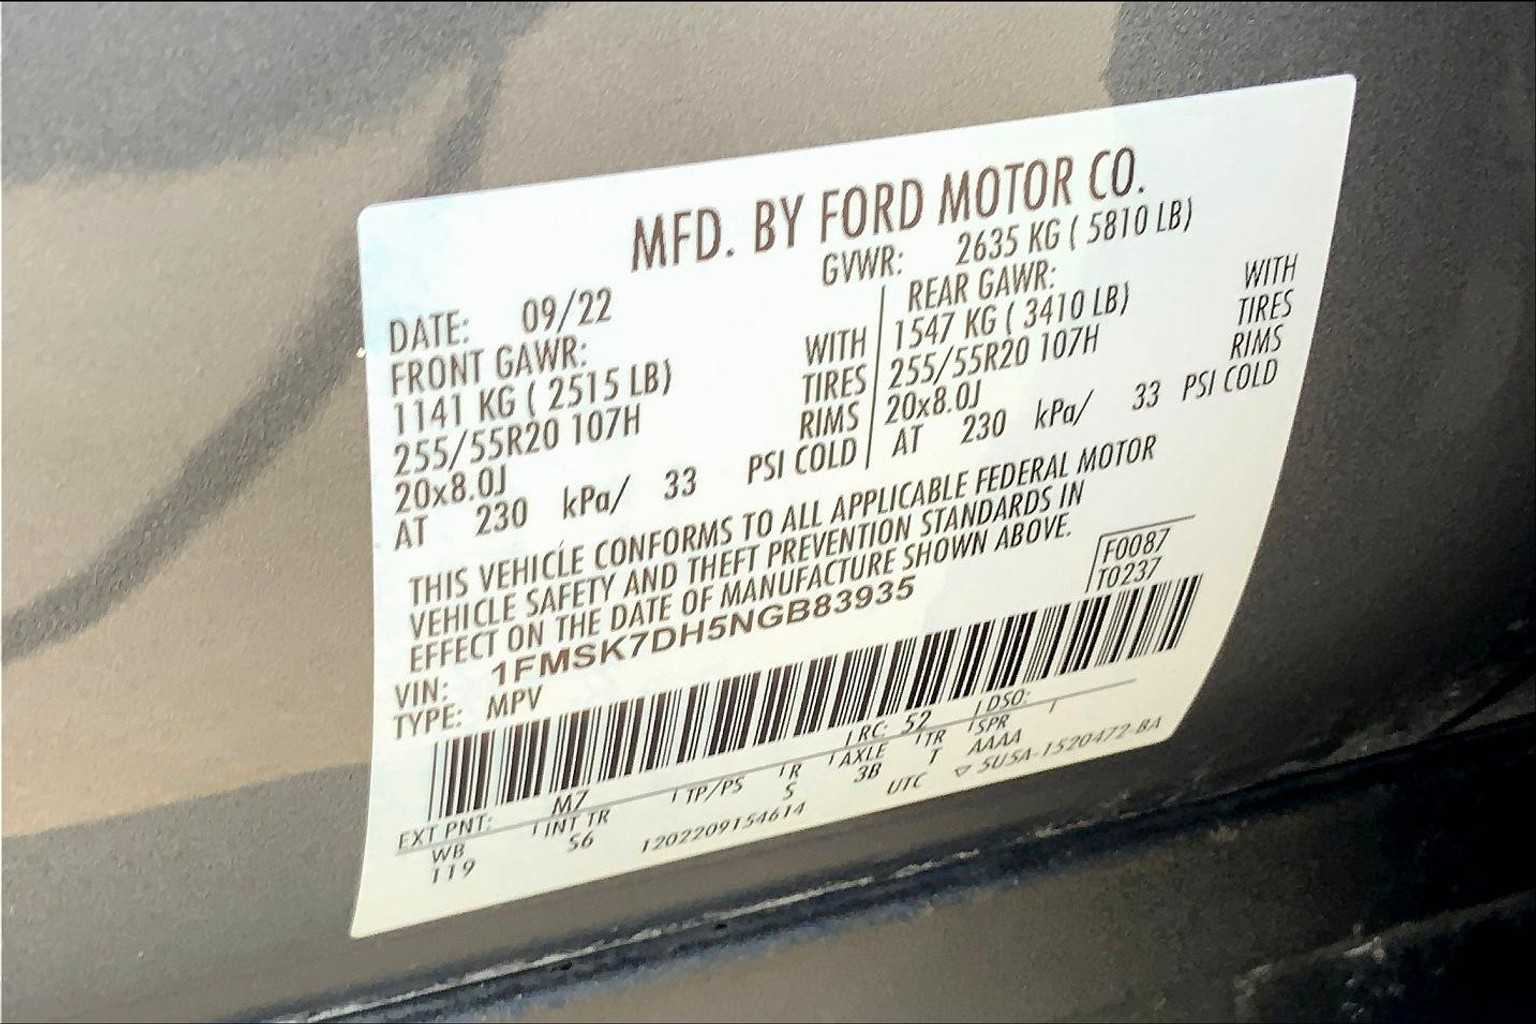 MFD. BY FORD MOTOR CO.
DATE: 09/22 GVWR: 2635 KG ( 5810 LB)
FRONT GAWR: REAR GAWR:
1141 KG ( 2515 LB) WITH 1547 KG ( 3410 LB) WITH
255/55R20 107H TIRES 255/55R20 107H TIRES
20x8.0J RIMS 20x8.0J RIMS
AT 230 kPa/ 33 PSI COLD AT 230 kPa/ 33 PSI COLD
THIS VEHICLE CONFORMS TO ALL APPLICABLE FEDERAL MOTOR
VEHICLE SAFETY AND THEFT PREVENTION STANDARDS IN
EFFECT ON THE DATE OF MANUFACTURE SHOWN ABOVE.
F0087
T0237
VIN: 1FMSK7DH5NGB83935
TYPE: MPV
EXT PNT: M7 RC: 52 DSO:
WB INT TR TP/PS R AXLE TR SPR
119 S6 S 3B T AAAA
1202209154614 UTC ▽ 5U5A-1520472-BA